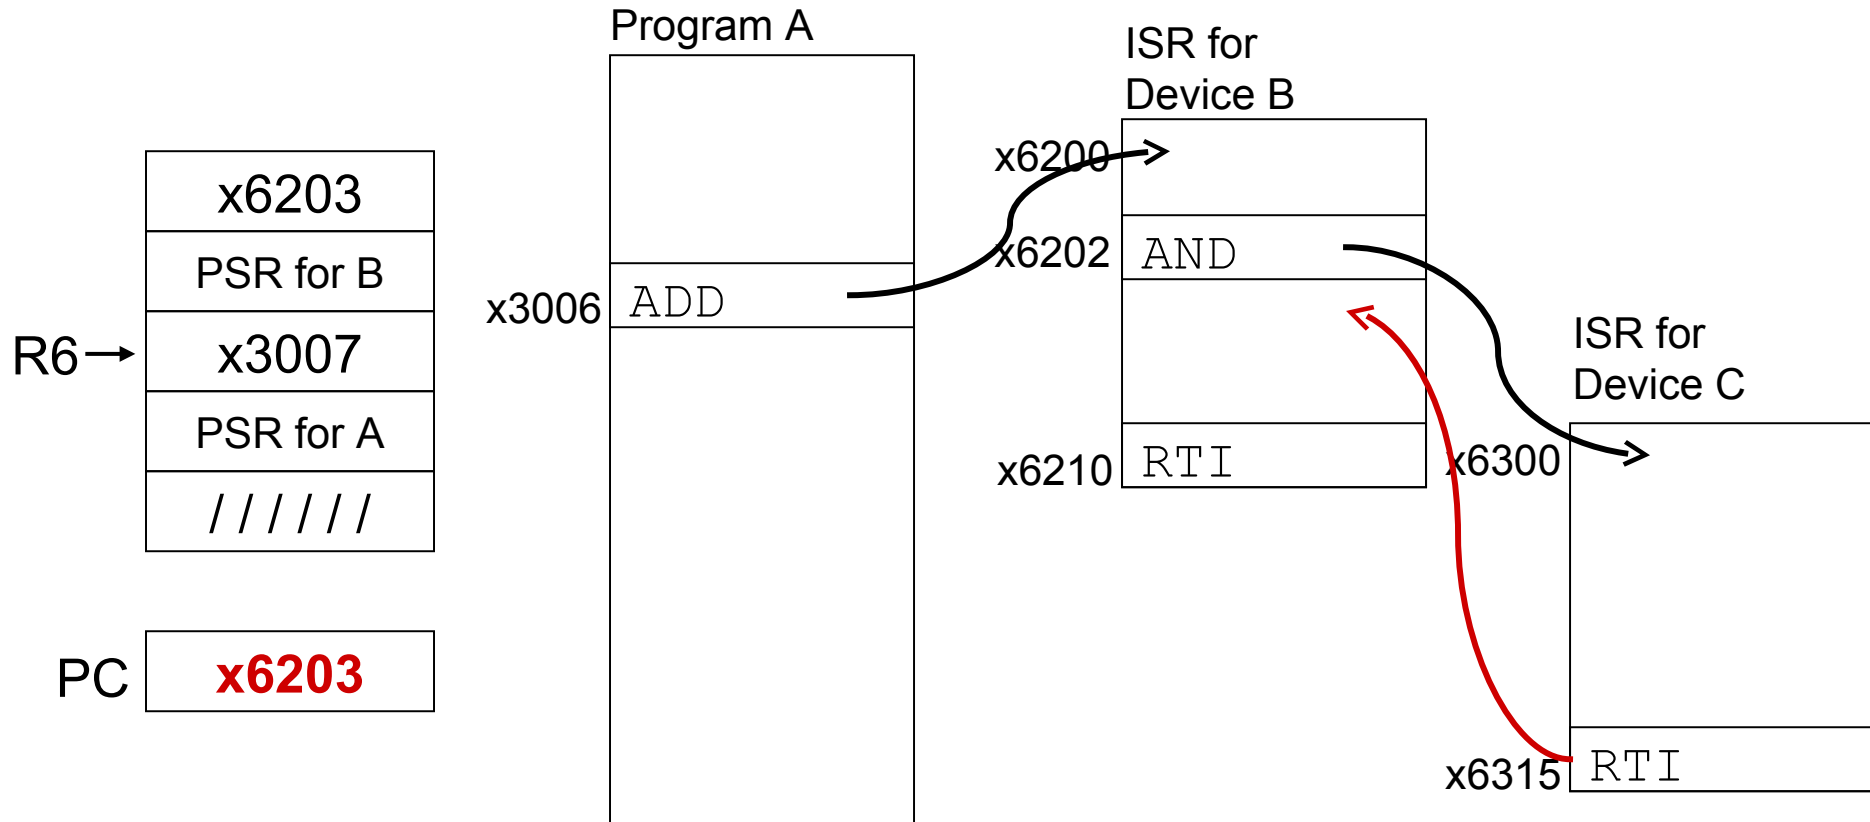 Program A
ISR for
Device B
x6203
PSR for B
R6
x3007
PSR for A
//////
PC
x6203
x3006
ADD
x6200
x6202
AND
x6210
RTI
ISR for
Device C
x6300
x6315
RTI